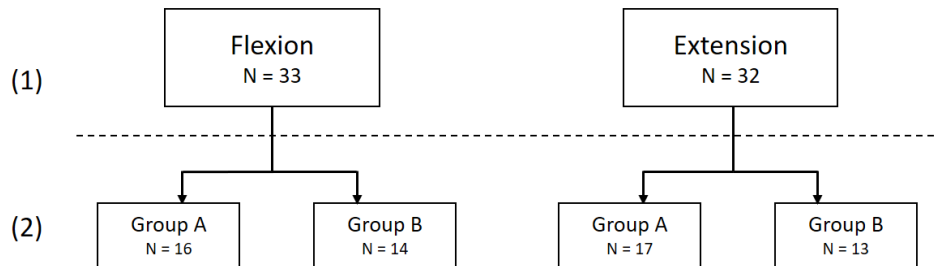 Flexion
N = 33
Extension
N = 32
(1)
(2)
Group A
N = 16
Group B
N = 14
Group A
N = 17
Group B
N = 13